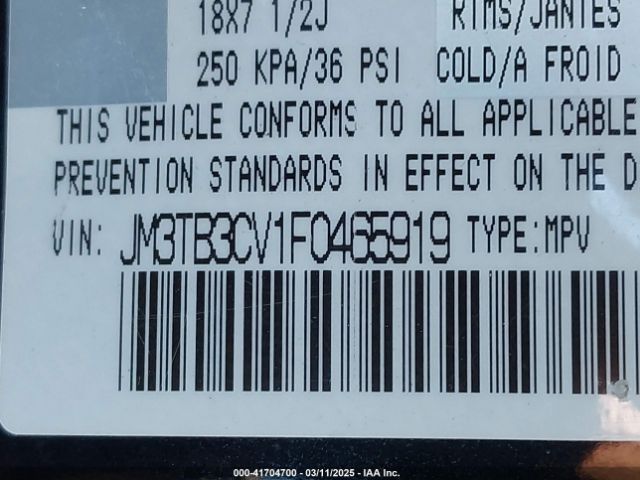 18X7 1/2J RIMS/JANTES
250 KPA/36 PSI COLD/A FROID
THIS VEHICLE CONFORMS TO ALL APPLICABLE
PREVENTION STANDARDS IN EFFECT ON THE D
VIN: JM3TB3CV1F0465919 TYPE:MPV
000-41704700 - 03/11/2025 - IAA Inc.